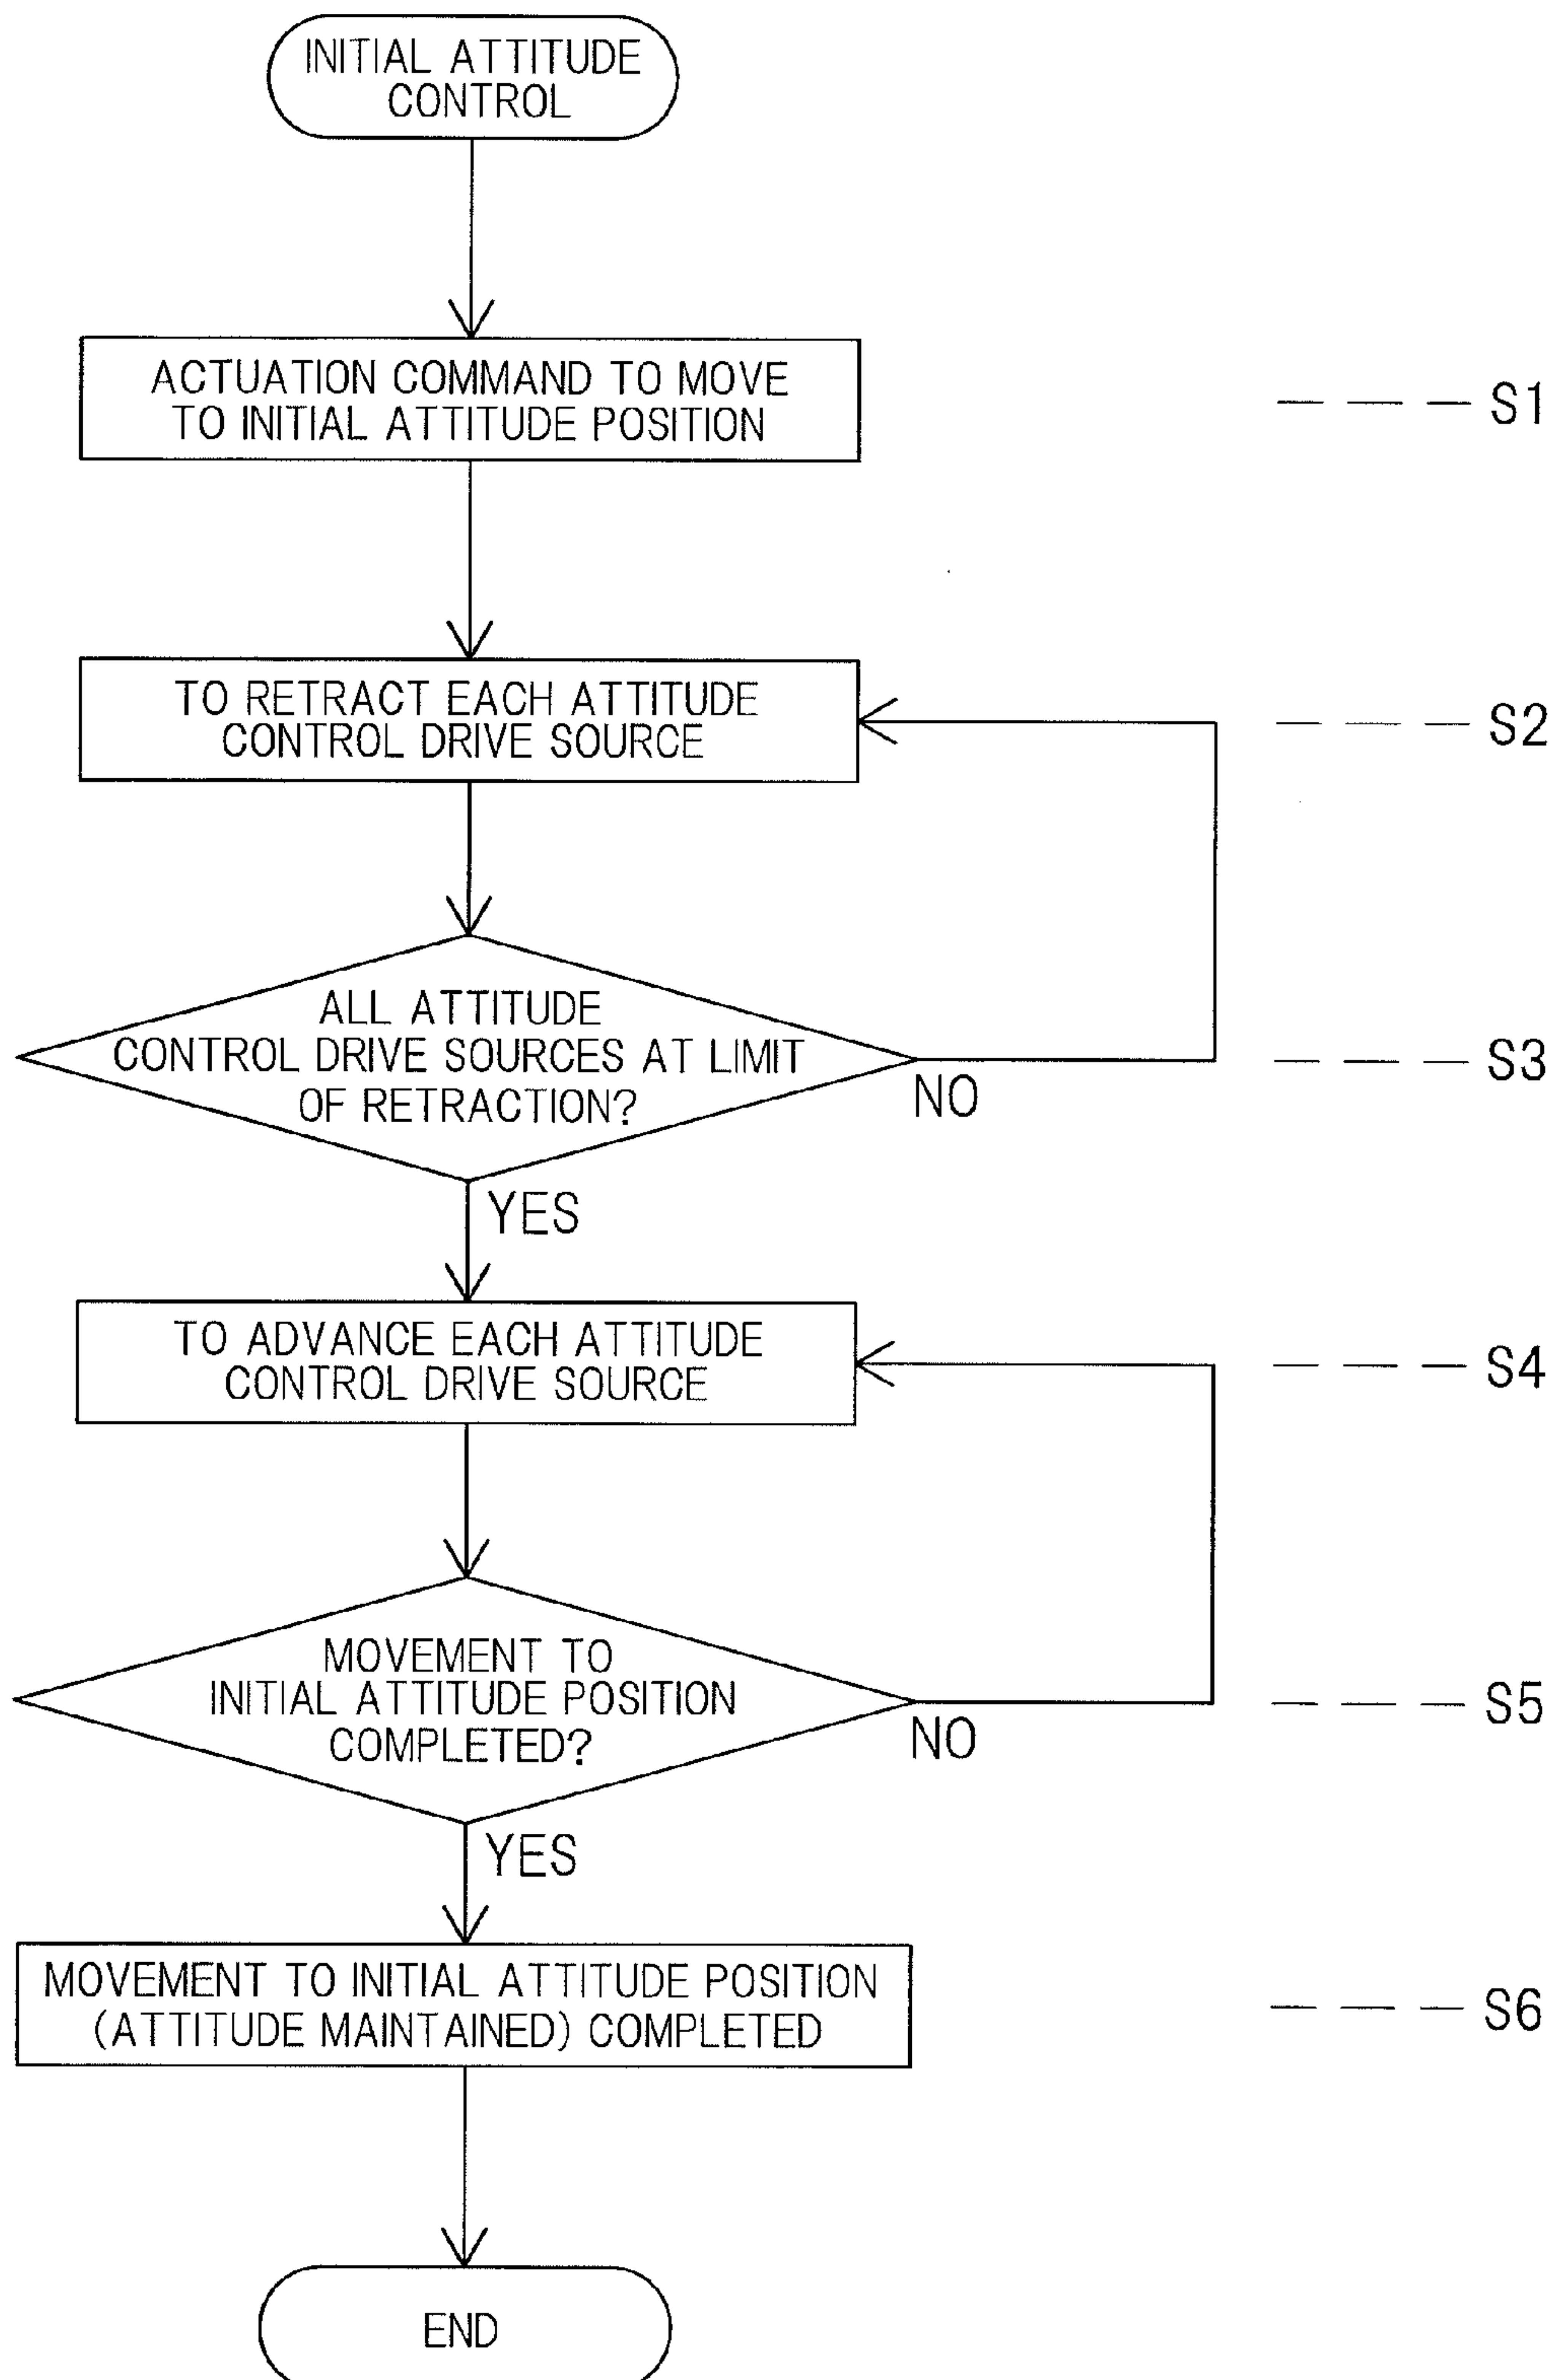 INITIAL ATTITUDE
CONTROL
ACTUATION COMMAND TO MOVE
TO INITIAL ATTITUDE POSITION
S1
TO RETRACT EACH ATTITUDE
CONTROL DRIVE SOURCE
S2
ALL ATTITUDE
CONTROL DRIVE SOURCES AT LIMIT
OF RETRACTION?
S3
NO
YES
TO ADVANCE EACH ATTITUDE
CONTROL DRIVE SOURCE
S4
MOVEMENT TO
INITIAL ATTITUDE POSITION
COMPLETED?
S5
NO
YES
MOVEMENT TO INITIAL ATTITUDE POSITION
(ATTITUDE MAINTAINED) COMPLETED
S6
END